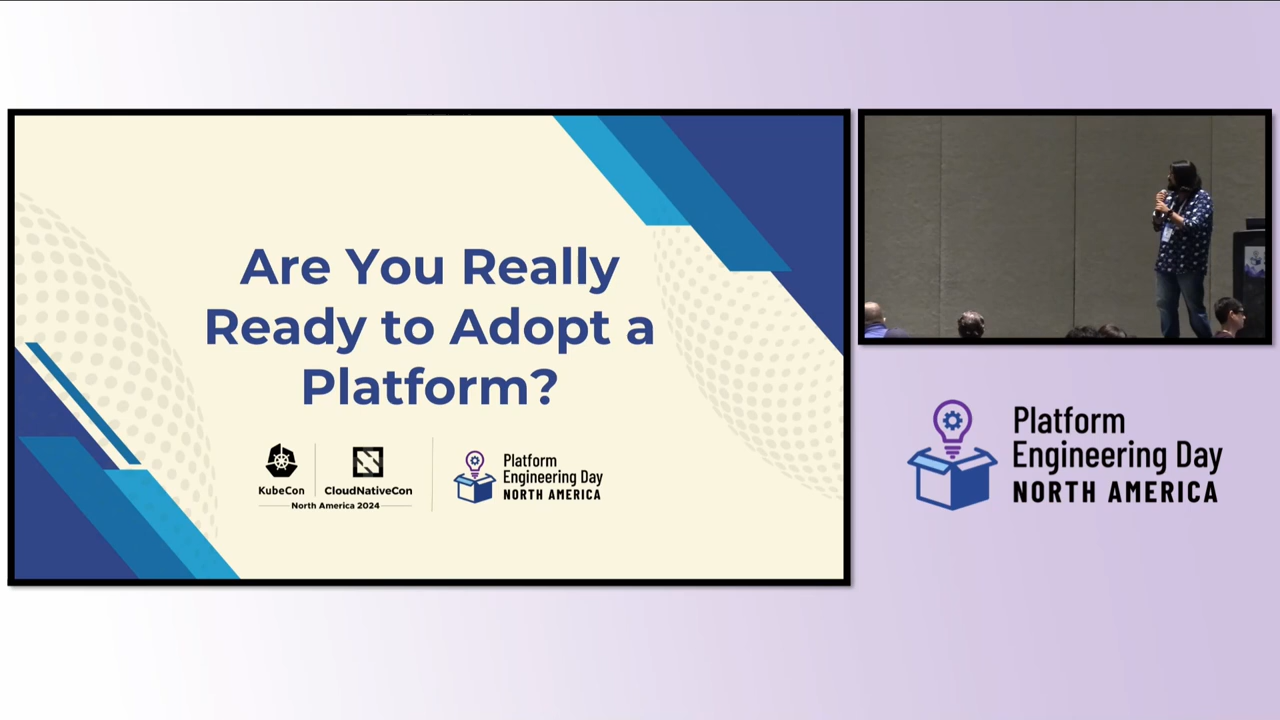 Are You Really
Ready to Adopt a
Platform?
KubeCon
CloudNativeCon
North America 2024
Platform
Engineering Day
NORTH AMERICA
Platform
Engineering Day
NORTH AMERICA